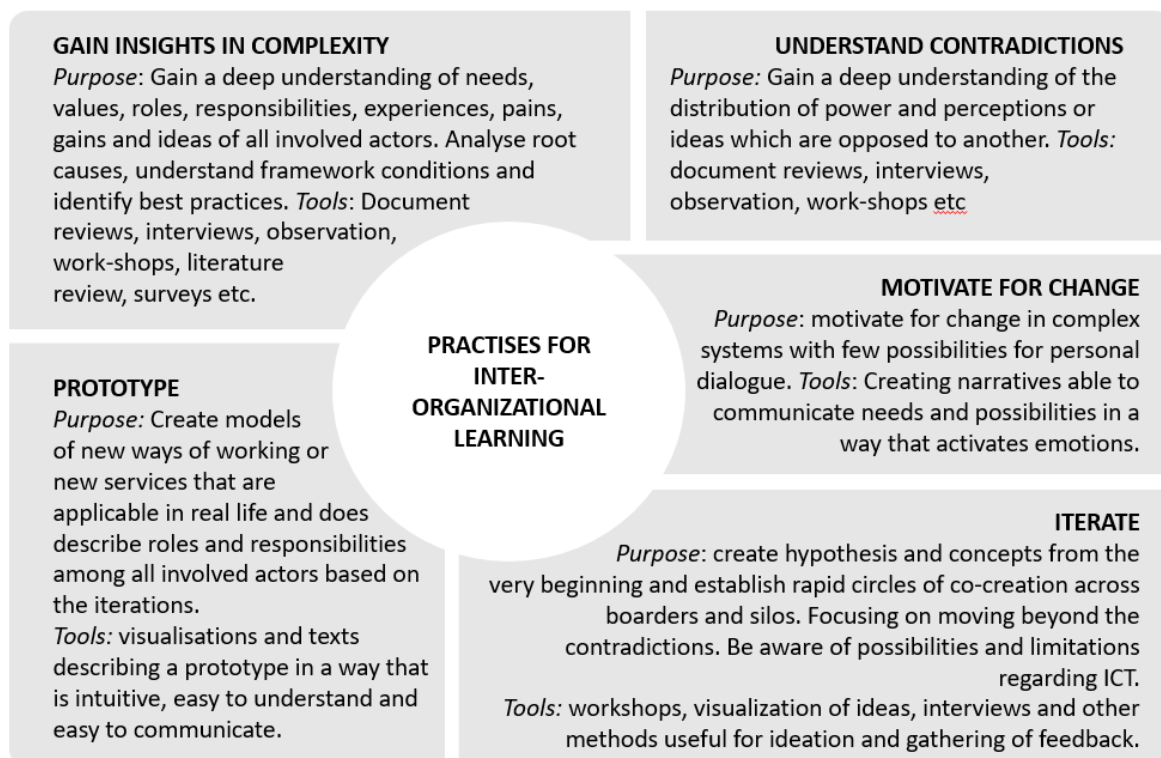 GAIN INSIGHTS IN COMPLEXITY
Purpose: Gain a deep understanding of needs,
values, roles, responsibilities, experiences, pains,
gains and ideas of all involved actors. Analyse root
causes, understand framework conditions and
identify best practices. Tools: Document
reviews, interviews, observation,
work-shops, literature
review, surveys etc.
UNDERSTAND CONTRADICTIONS
Purpose: Gain a deep understanding of the
distribution of power and perceptions or
ideas which are opposed to another. Tools:
document reviews, interviews,
observation, work-shops etc
MOTIVATE FOR CHANGE
Purpose: motivate for change in complex
systems with few possibilities for personal
dialogue. Tools: Creating narratives able to
communicate needs and possibilities in a
way that activates emotions.
PRACTISES FOR
INTER-
ORGANIZATIONAL
LEARNING
PROTOTYPE
Purpose: Create models
of new ways of working or
new services that are
applicable in real life and does
describe roles and responsibilities
among all involved actors based on
the iterations.
Tools: visualisations and texts
describing a prototype in a way that
is intuitive, easy to understand and
easy to communicate.
ITERATE
Purpose: create hypothesis and concepts from the
very beginning and establish rapid circles of co-creation across
boarders and silos. Focusing on moving beyond the
contradictions. Be aware of possibilities and limitations
regarding ICT.
Tools: workshops, visualization of ideas, interviews and other
methods useful for ideation and gathering of feedback.